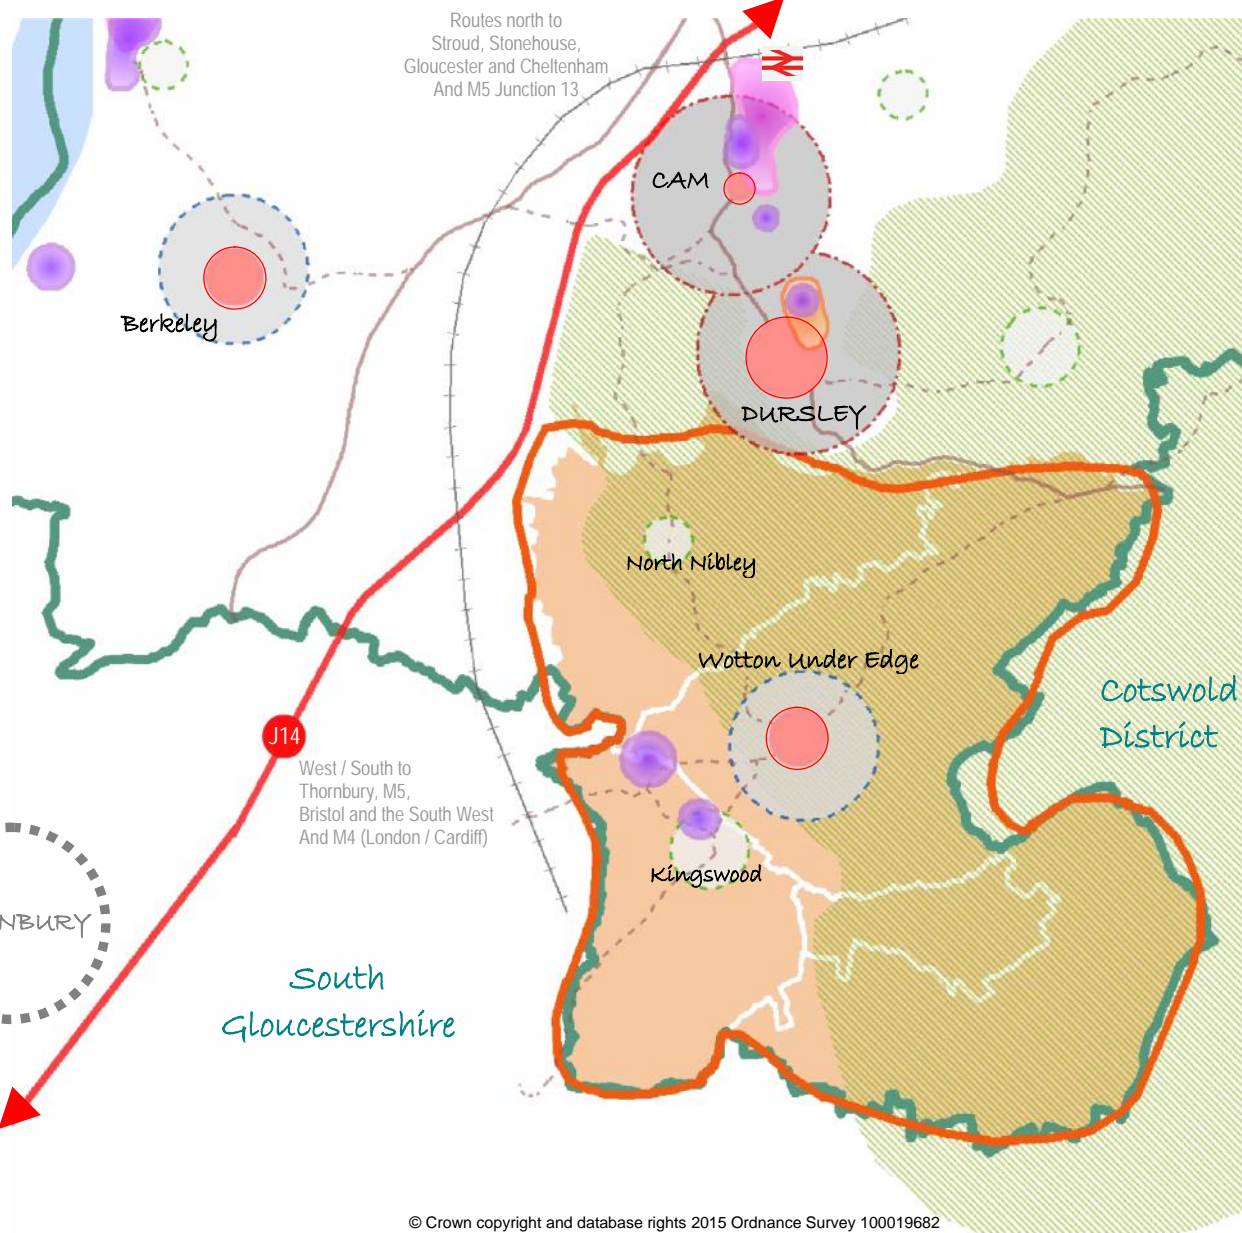 Routes north to
Stroud, Stonehouse,
Gloucester and Cheltenham
And M5 Junction 13
CAM
Berkeley
DURSLEY
North Nibley
Wotton Under Edge
Cotswold
District
J14
West / South to
Thornbury, M5,
Bristol and the South West
And M4 (London / Cardiff)
Kingswood
NBURY
South
Gloucestershire
© Crown copyright and database rights 2015 Ordnance Survey 100019682